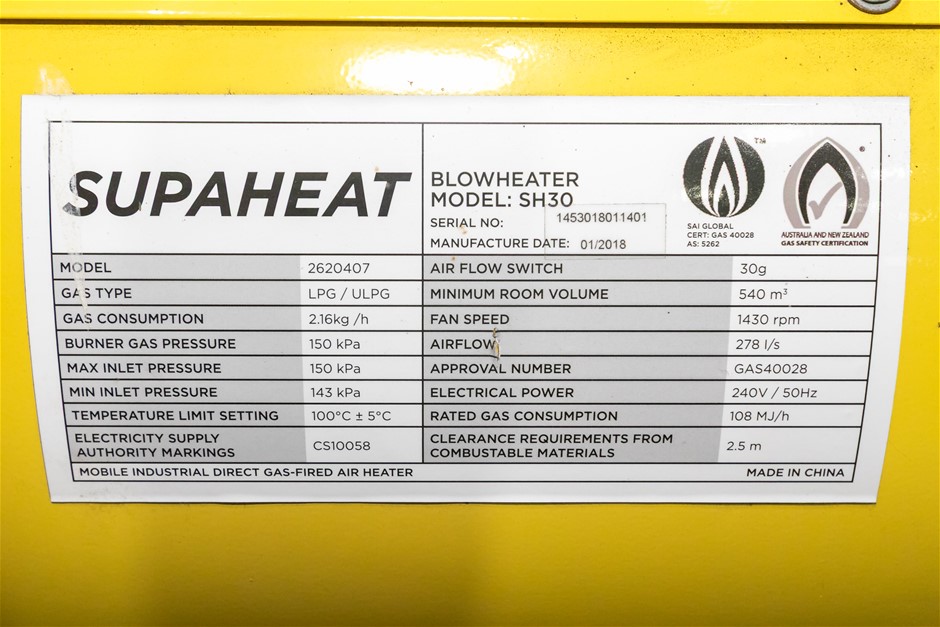 SUPAHEAT
BLOWHEATER
MODEL: SH30
SERIAL NO: 1453018011401
MANUFACTURE DATE: 01/2018
TM
SAI GLOBAL
CERT: GAS 40028
AS: 5262
®
AUSTRALIA AND NEW ZEALAND
GAS SAFETY CERTIFICATION
MODEL 2620407
AIR FLOW SWITCH 30g
GAS TYPE LPG / ULPG
MINIMUM ROOM VOLUME 540 m³
GAS CONSUMPTION 2.16kg /h
FAN SPEED 1430 rpm
BURNER GAS PRESSURE 150 kPa
AIRFLOW 278 l/s
MAX INLET PRESSURE 150 kPa
APPROVAL NUMBER GAS40028
MIN INLET PRESSURE 143 kPa
ELECTRICAL POWER 240V / 50Hz
TEMPERATURE LIMIT SETTING 100°C ± 5°C
RATED GAS CONSUMPTION 108 MJ/h
ELECTRICITY SUPPLY
AUTHORITY MARKINGS CS10058
CLEARANCE REQUIREMENTS FROM
COMBUSTABLE MATERIALS 2.5 m
MOBILE INDUSTRIAL DIRECT GAS-FIRED AIR HEATER
MADE IN CHINA